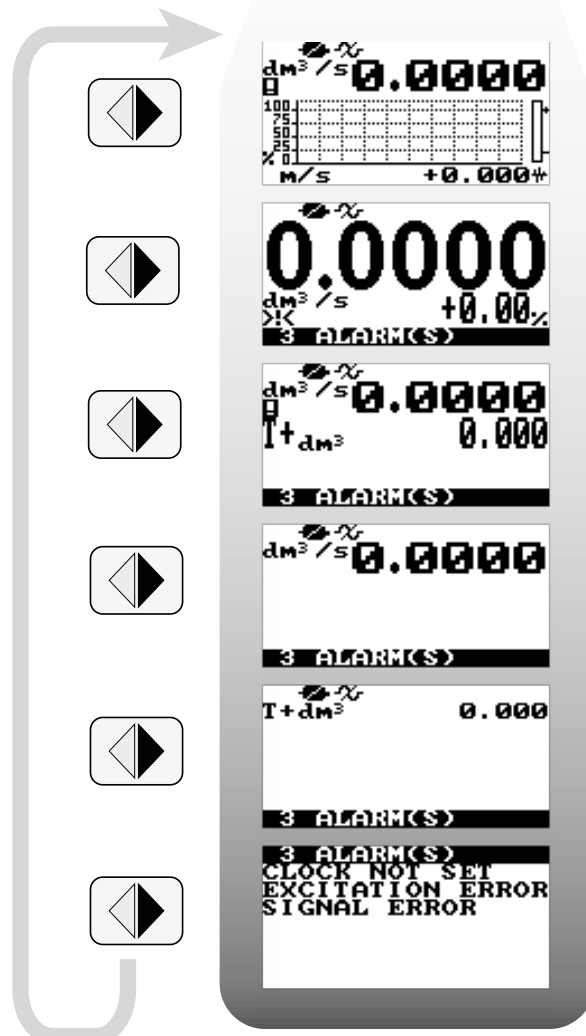 dm³/s 0.0000
100
75
50
25
% 0
m/s +0.000
0.0000
dm³/s +0.00%
>!<
3 ALARM(S)
dm³/s 0.0000
T+dm³ 0.000
3 ALARM(S)
dm³/s 0.0000
3 ALARM(S)
T+dm³ 0.000
3 ALARM(S)
3 ALARM(S)
CLOCK NOT SET
EXCITATION ERROR
SIGNAL ERROR